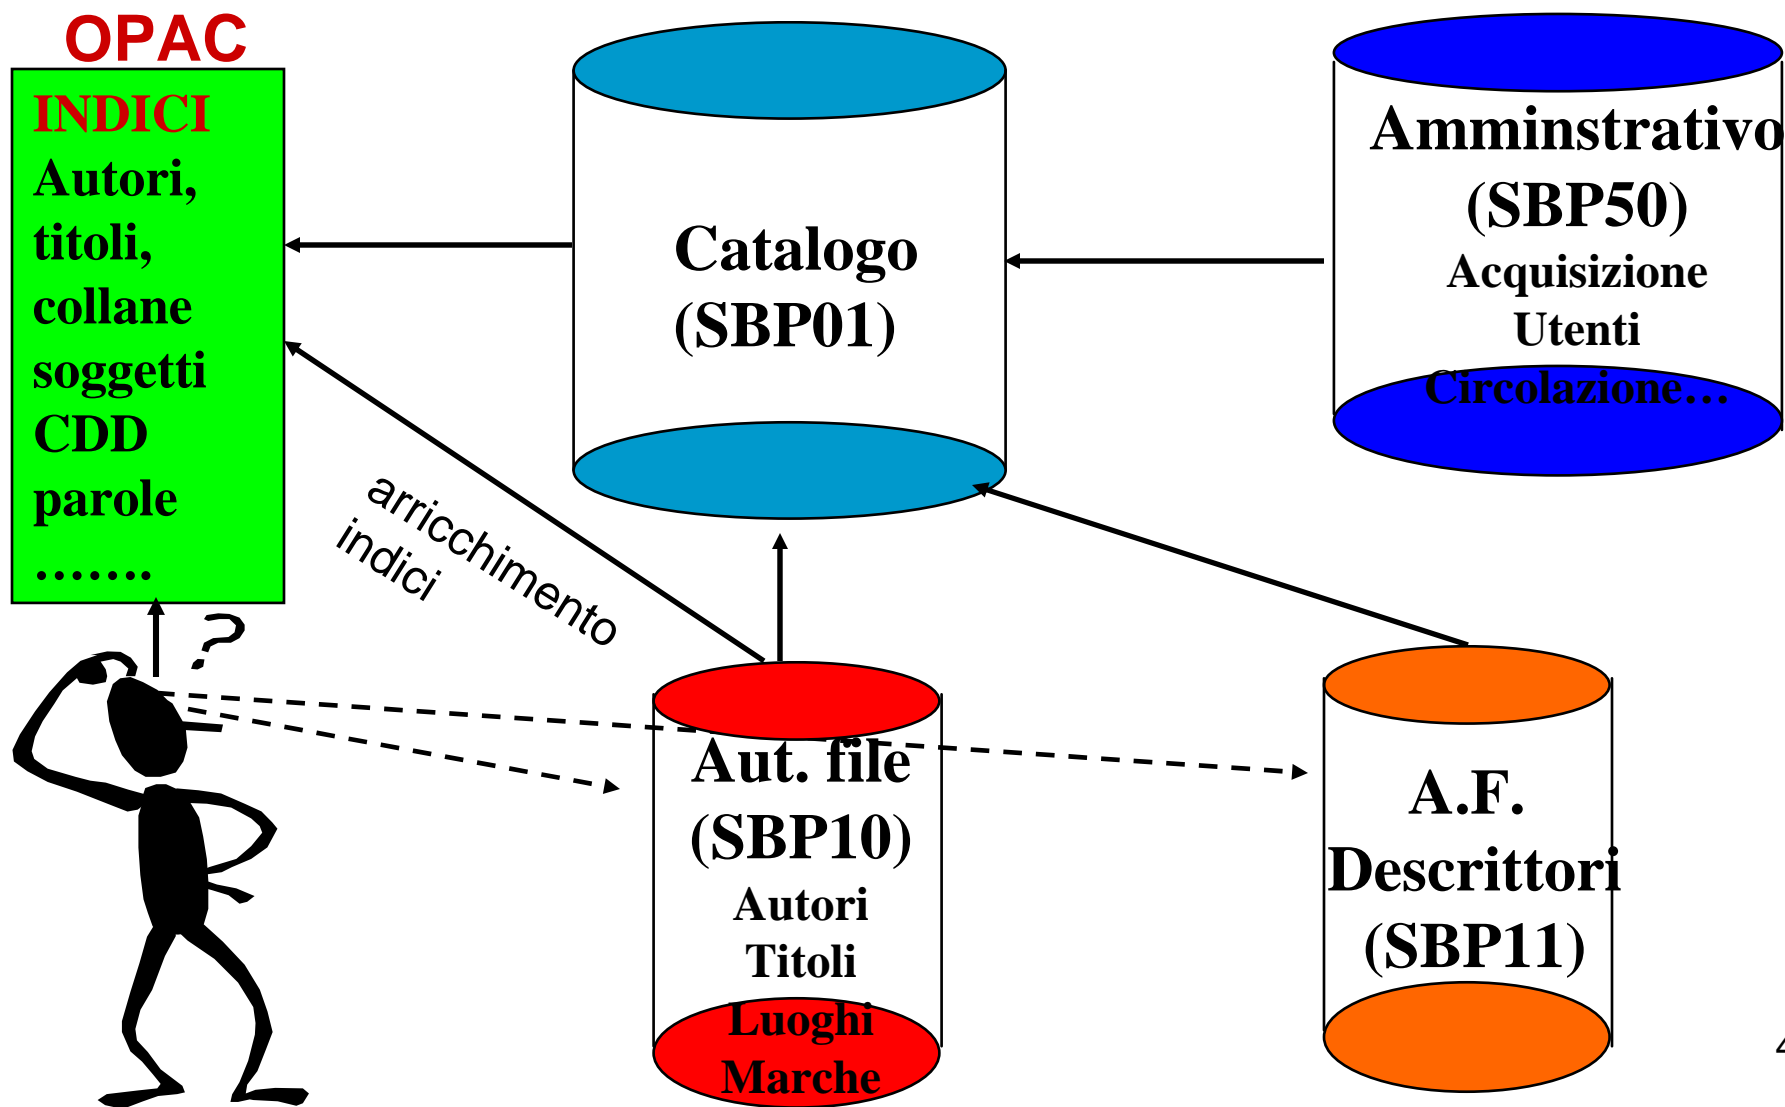 OPAC
INDICI
Autori,
titoli,
collane
soggetti
CDD
parole
…….
Catalogo
(SBP01)
Amminstrativo
(SBP50)
Acquisizione
Utenti
Circolazione…
arricchimento
indici
?
Aut. file
(SBP10)
Autori
Titoli
Luoghi
Marche
A.F.
Descrittori
(SBP11)
4